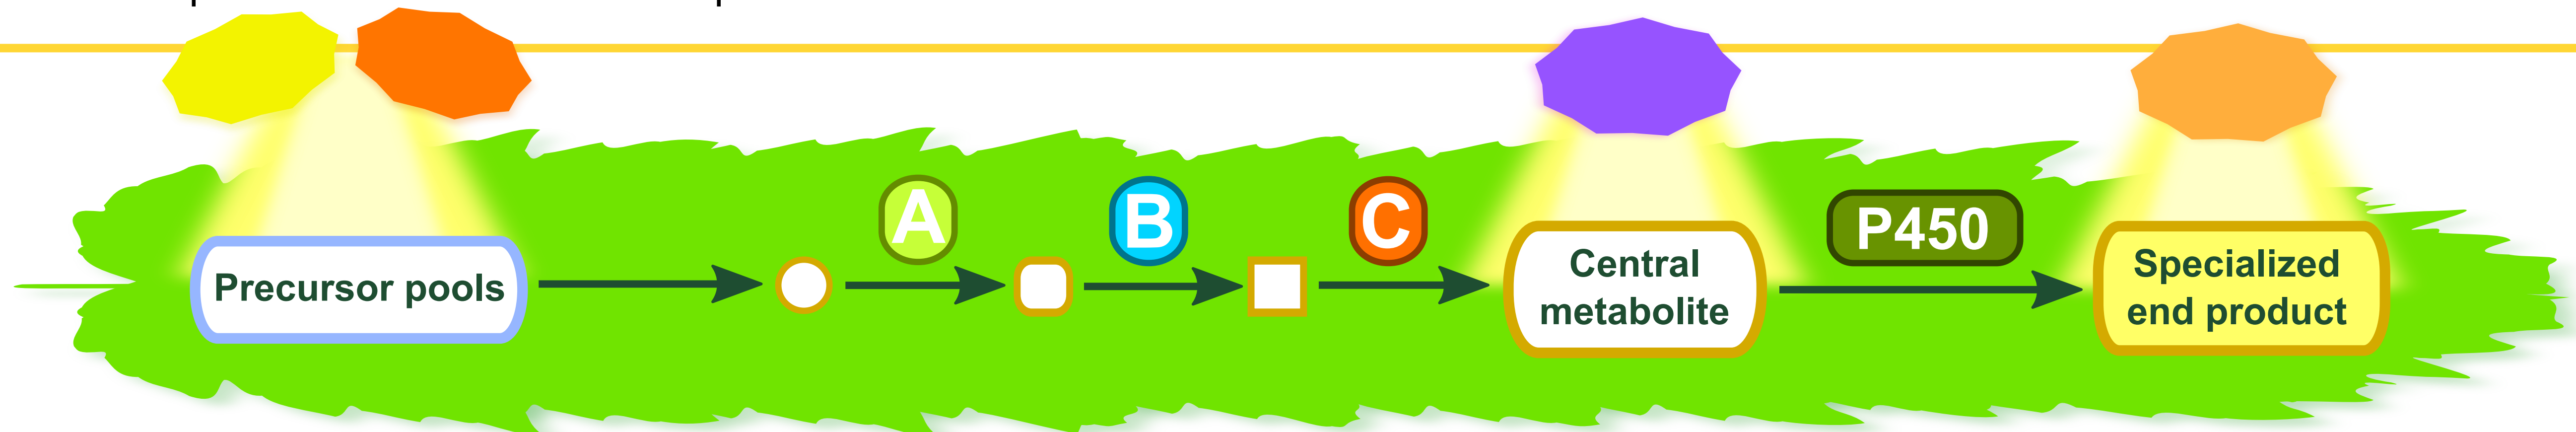 A
B
C
P450
Precursor pools
Central
metabolite
Specialized
end product